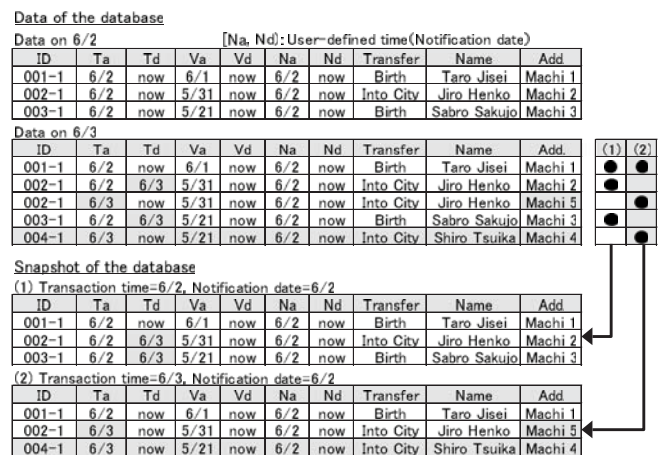 Data of the database
Data on 6/2 [Na, Nd):User-defined time(Notification date)
ID Ta Td Va Vd Na Nd Transfer Name Add.
001-1 6/2 now 6/1 now 6/2 now Birth Taro Jisei Machi 1
002-1 6/2 now 5/31 now 6/2 now Into City Jiro Henko Machi 2
003-1 6/2 now 5/21 now 6/2 now Birth Sabro Sakujo Machi 3
Data on 6/3
ID Ta Td Va Vd Na Nd Transfer Name Add. (1) (2)
001-1 6/2 now 6/1 now 6/2 now Birth Taro Jisei Machi 1
002-1 6/2 6/3 5/31 now 6/2 now Into City Jiro Henko Machi 2
002-1 6/3 now 5/31 now 6/2 now Into City Jiro Henko Machi 5
003-1 6/2 6/3 5/21 now 6/2 now Birth Sabro Sakujo Machi 3
004-1 6/3 now 5/21 now 6/2 now Into City Shiro Tsuika Machi 4
Snapshot of the database
(1) Transaction time=6/2, Notification date=6/2
ID Ta Td Va Vd Na Nd Transfer Name Add.
001-1 6/2 now 6/1 now 6/2 now Birth Taro Jisei Machi 1
002-1 6/2 6/3 5/31 now 6/2 now Into City Jiro Henko Machi 2
003-1 6/2 6/3 5/21 now 6/2 now Birth Sabro Sakujo Machi 3
(2) Transaction time=6/3, Notification date=6/2
ID Ta Td Va Vd Na Nd Transfer Name Add.
001-1 6/2 now 6/1 now 6/2 now Birth Taro Jisei Machi 1
002-1 6/3 now 5/31 now 6/2 now Into City Jiro Henko Machi 5
004-1 6/3 now 5/21 now 6/2 now Into City Shiro Tsuika Machi 4